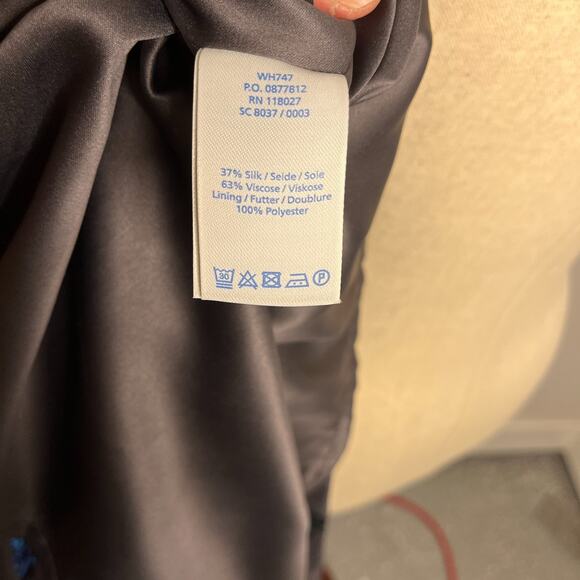 WH747
P.O. 0877812
RN 118027
SC 8037 / 0003
37% Silk / Seide / Soie
63% Viscose / Viskose
Lining / Futter / Doublure
100% Polyester
30 P